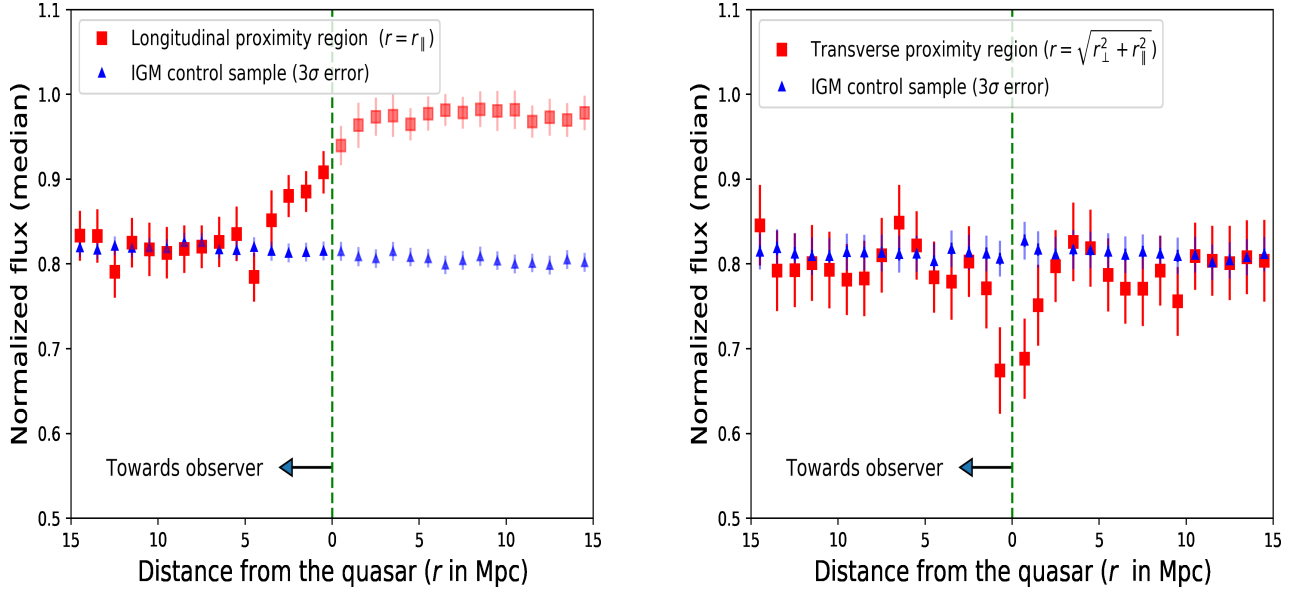 Longitudinal proximity region (r = r∥)
IGM control sample (3σ error)
1.1
1.0
0.9
0.8
0.7
0.6
0.5
Normalized flux (median)
Towards observer
15 10 5 0 5 10 15
Distance from the quasar (r in Mpc)
Transverse proximity region (r = √(r⊥² + r∥²))
IGM control sample (3σ error)
1.1
1.0
0.9
0.8
0.7
0.6
0.5
Normalized flux (median)
Towards observer
15 10 5 0 5 10 15
Distance from the quasar (r in Mpc)